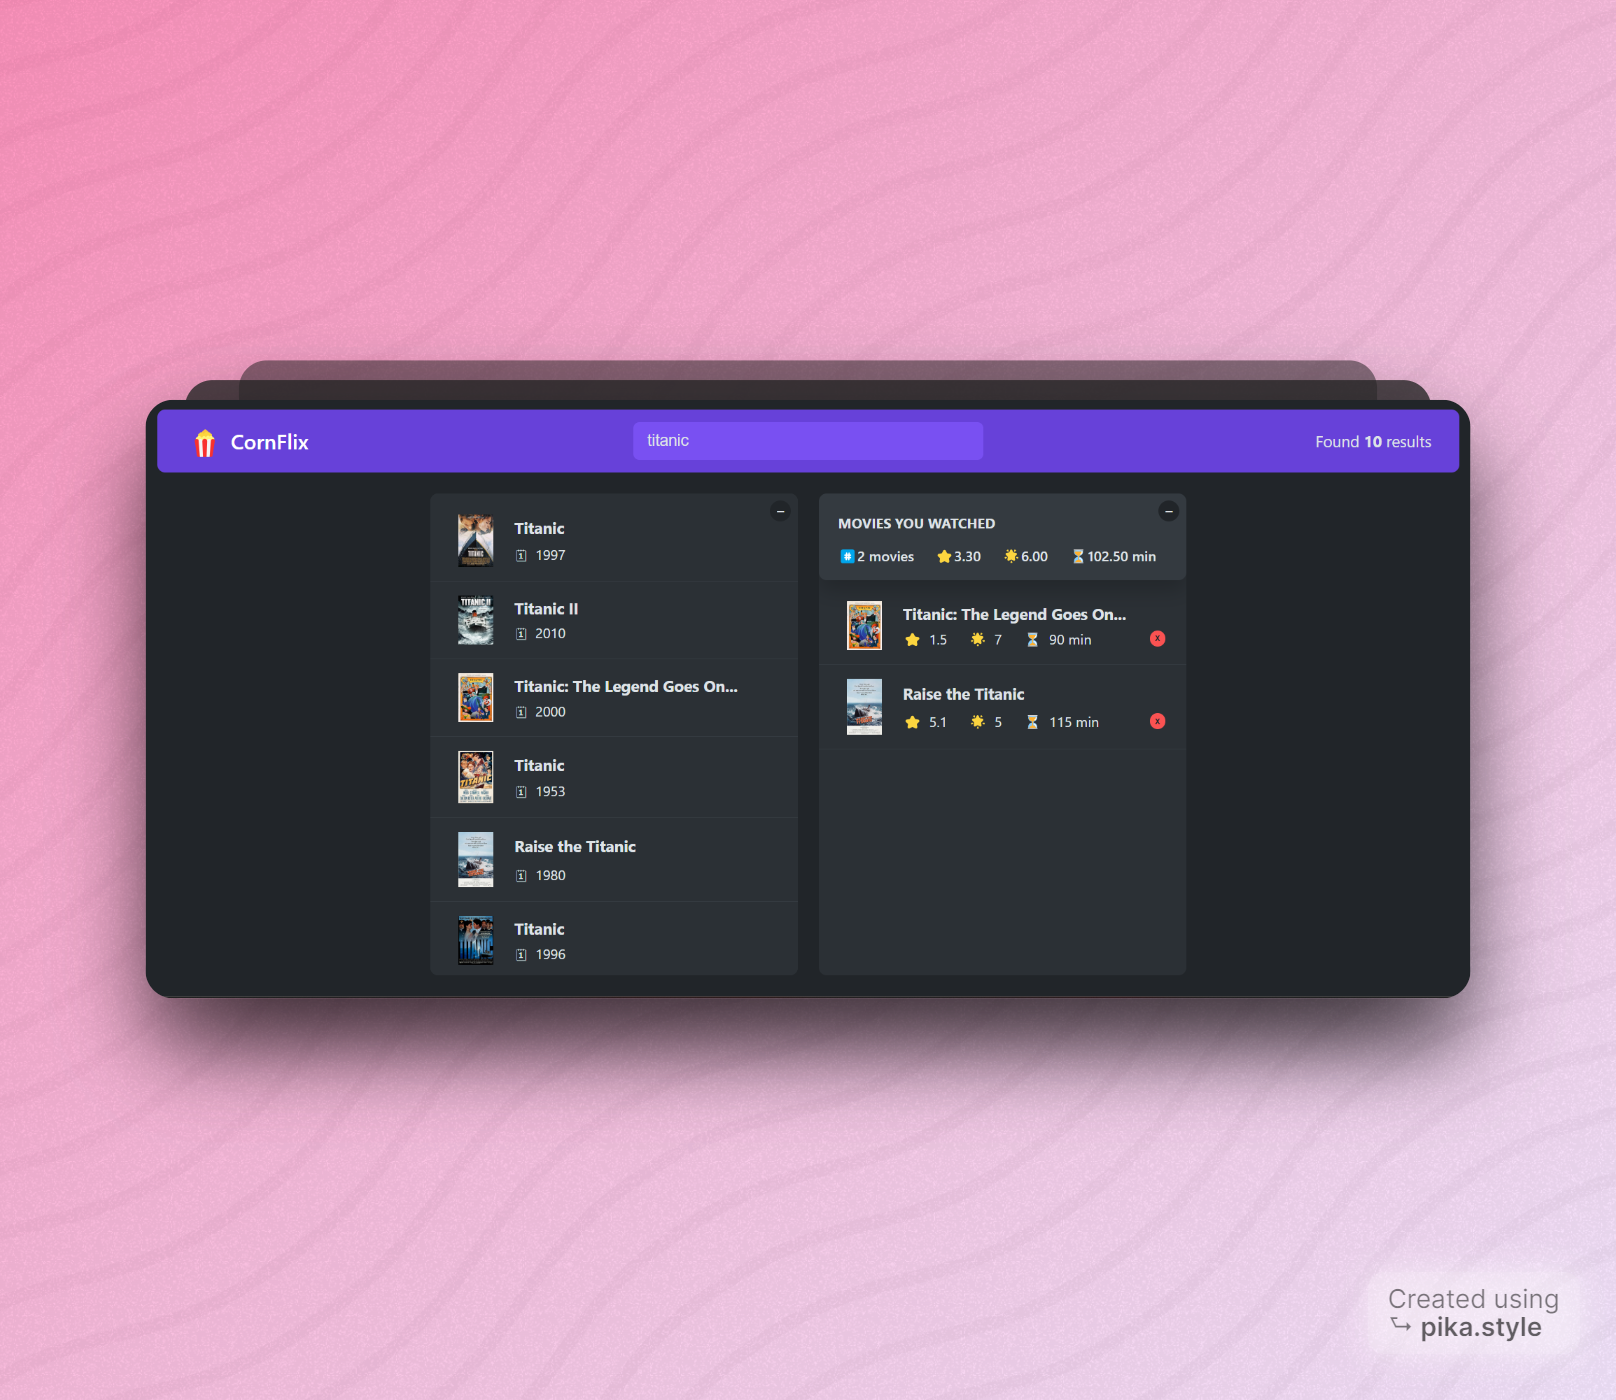 CornFlix
titanic
Found 10 results
Titanic
1997
Titanic II
2010
Titanic: The Legend Goes On...
2000
Titanic
1953
Raise the Titanic
1980
Titanic
1996
MOVIES YOU WATCHED
#️⃣ 2 movies ⭐ 3.30 🌟 6.00 ⏳ 102.50 min
Titanic: The Legend Goes On...
⭐ 1.5 🌟 7 ⏳ 90 min X
Raise the Titanic
⭐ 5.1 🌟 5 ⏳ 115 min X
Created using
↪ pika.style